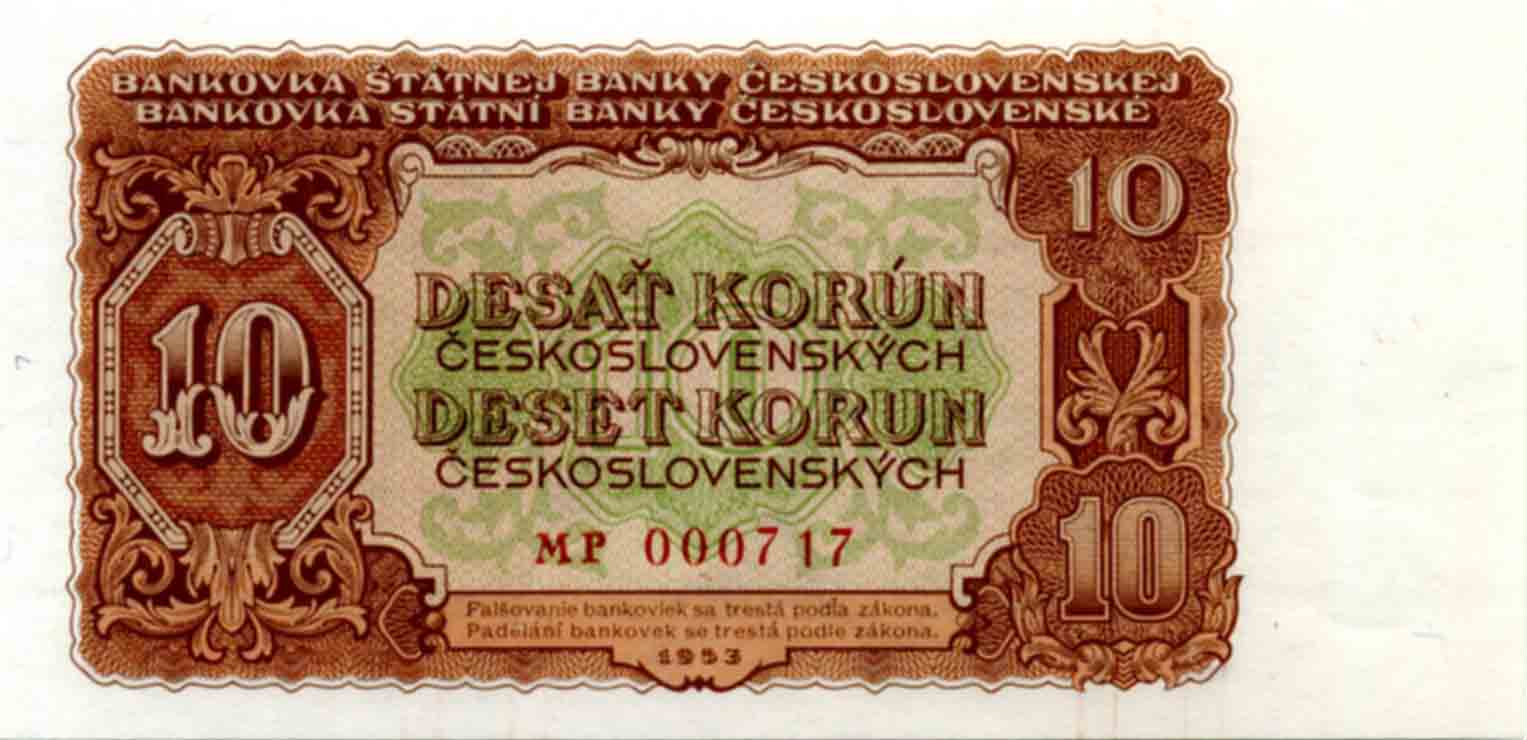 BANKOVKA ŠTÁTNEJ BANKY ČESKOSLOVENSKEJ
BANKOVKA STÁTNÍ BANKY ČESKOSLOVENSKÉ
10
10
DESAŤ KORÚN
ČESKOSLOVENSKÝCH
DESET KORUN
ČESKOSLOVENSKÝCH
10
MP 000717
10
Falšovanie bankoviek sa trestá podľa zákona.
Padělání bankovek se trestá podle zákona.
1953